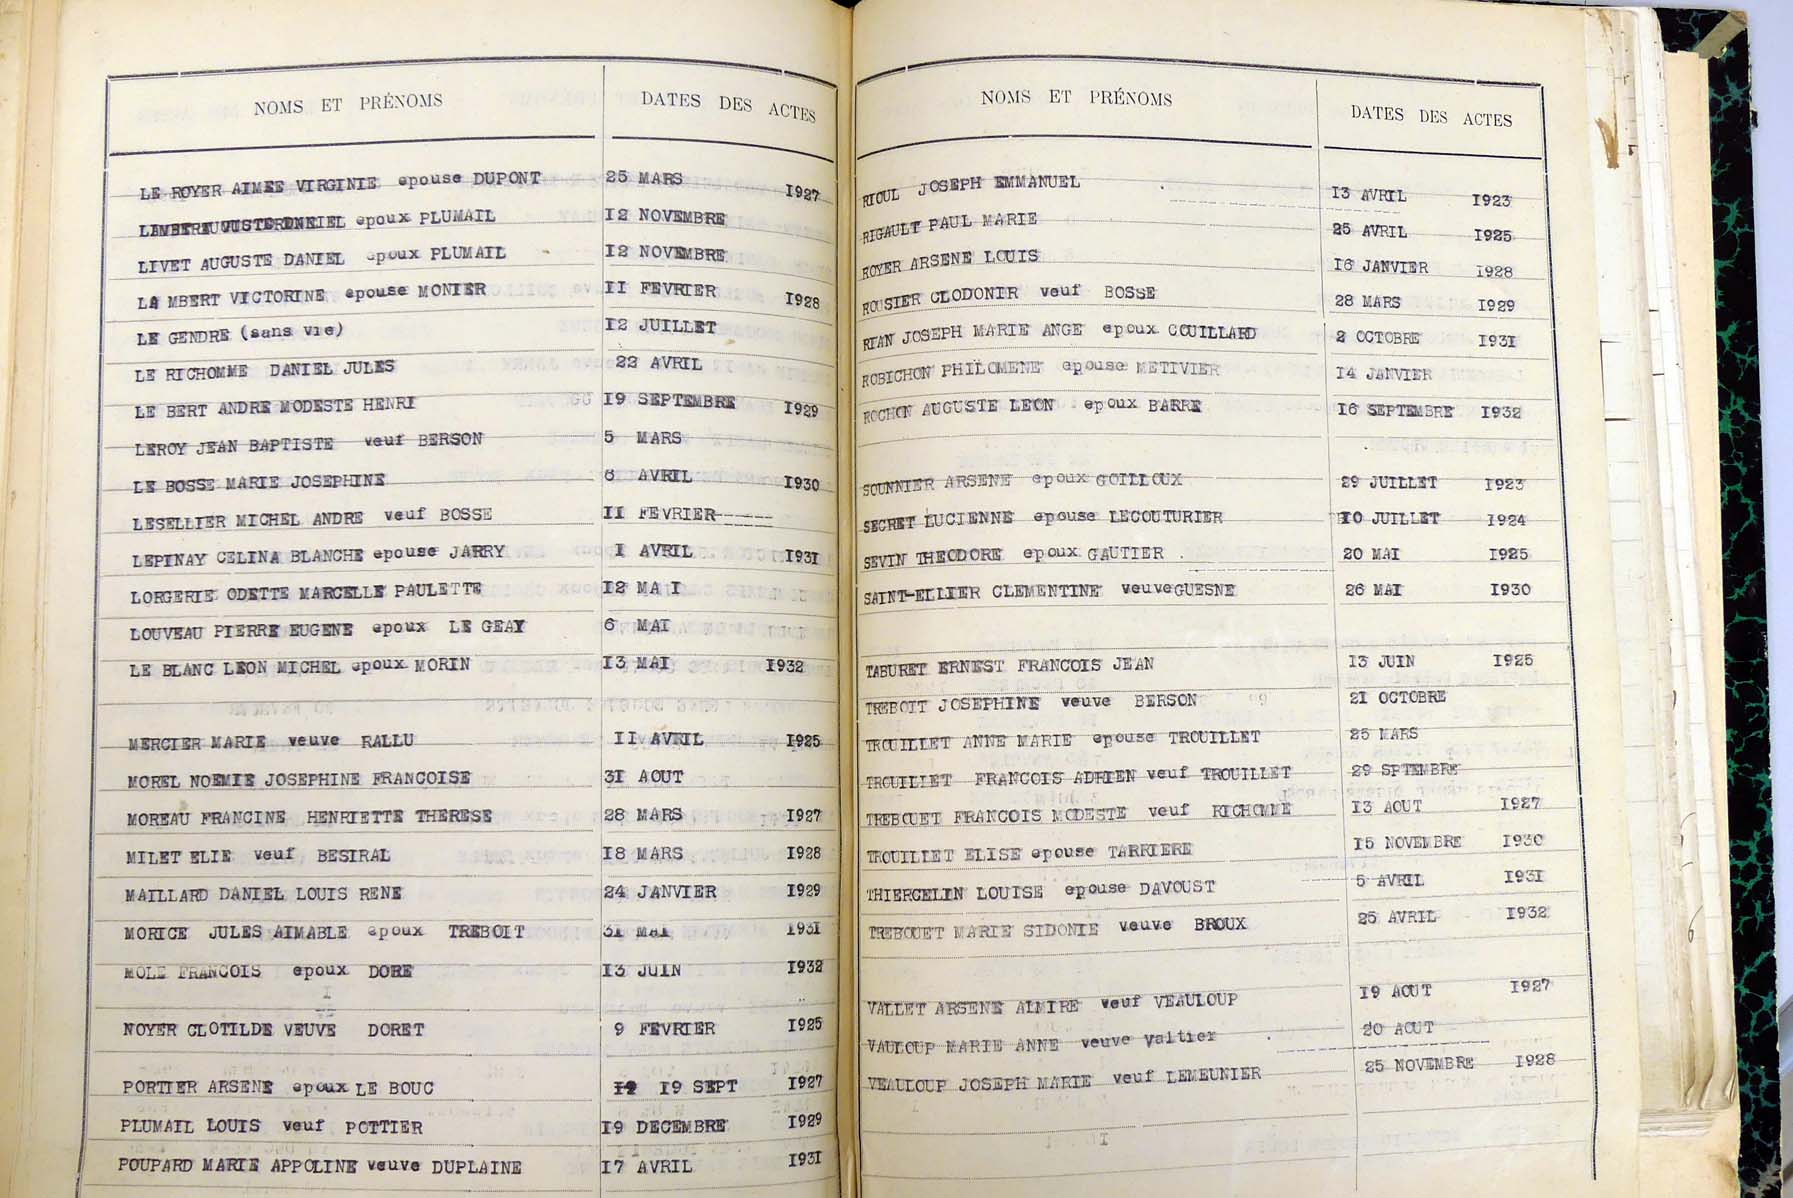 NOMS ET PRÉNOMS DATES DES ACTES
LE ROYER AIMEE VIRGINIE epouse DUPONT 25 MARS 1927
epoux PLUMAIL 12 NOVEMBRE
LIVET AUGUSTE DANIEL epoux PLUMAIL 12 NOVEMBRE
LA MBERT VICTORINE epouse MONIER 11 FEVRIER 1928
LE GENDRE (sans vie) 12 JUILLET
LE RICHOMME DANIEL JULES 22 AVRIL
LE BERT ANDRE MODESTE HENRI 19 SEPTEMBRE 1929
LEROY JEAN BAPTISTE veuf BERSON 5 MARS
LE BOSSE MARIE JOSEPHINE 6 AVRIL 1930
LESELLIER MICHEL ANDRE veuf BOSSE 11 FEVRIER
LEPINAY CELINA BLANCHE epouse JARRY 1 AVRIL 1931
LORGERIE ODETTE MARCELLE PAULETTE 12 MA I
LOUVEAU PIERRE EUGENE epoux LE GEAY 6 MAI
LE BLANC LEON MICHEL epoux MORIN 13 MAI 1932
MERCIER MARIE veuve RALLU 11 AVRIL 1925
MOREL NOEMIE JOSEPHINE FRANCOISE 31 AOUT
MOREAU FRANCINE HENRIETTE THERESE 28 MARS 1927
MILET ELIE veuf BESIRAL 18 MARS 1928
MAILLARD DANIEL LOUIS RENE 24 JANVIER 1929
MORICE JULES AIMABLE epoux TREBOIT 31 MAI 1931
MOLE FRANCOIS epoux DORE 13 JUIN 1932
NOYER CLOTILDE VEUVE DORET 9 FEVRIER 1925
PORTIER ARSENE epoux LE BOUC 19 SEPT 1927
PLUMAIL LOUIS veuf POTTIER 19 DECEMBRE 1929
POUPARD MARIE APPOLINE veuve DUPLAINE 17 AVRIL 1931
NOMS ET PRÉNOMS DATES DES ACTES
RIOUL JOSEPH EMMANUEL 13 AVRIL 1923
RIGAULT PAUL MARIE 25 AVRIL 1925
ROYER ARSENE LOUIS 16 JANVIER 1928
ROUSIER CLODONIR veuf BOSSE 28 MARS 1929
RIAN JOSEPH MARIE ANGE epoux COUILLARD 2 OCTOBRE 1931
ROBICHON PHILOMENE epouse METIVIER 14 JANVIER
ROCHON AUGUSTE LEON epoux BARRE 16 SEPTEMBRE 1932
SOUNNIER ARSENE epoux GOILLOUX 29 JUILLET 1923
SECRET LUCIENNE epouse LECOUTURIER 10 JUILLET 1924
SEVIN THEODORE epoux GAUTIER 20 MAI 1925
SAINT-ELLIER CLEMENTINE veuve GUESNE 26 MAI 1930
TABURET ERNEST FRANCOIS JEAN 13 JUIN 1925
TREBOIT JOSEPHINE veuve BERSON 21 OCTOBRE
TROUILLET ANNE MARIE epouse TROUILLET 25 MARS
TROUILLET FRANCOIS ADRIEN veuf TROUILLET 29 SPTEMBRE
TREBOUET FRANCOIS MODESTE veuf RICHOMME 13 AOUT 1927
TROUILLET ELISE epouse TARRIERE 15 NOVEMBRE 1930
THIERCELIN LOUISE epouse DAVOUST 5 AVRIL 1931
TREBOUET MARIE SIDONIE veuve BROUX 25 AVRIL 1932
VALLET ARSENE ALMIRE veuf VEAULOUP 19 AOUT 1927
VAULOUP MARIE ANNE veuve valtier 20 AOUT
VEAULOUP JOSEPH MARIE veuf LEMEUNIER 25 NOVEMBRE 1928